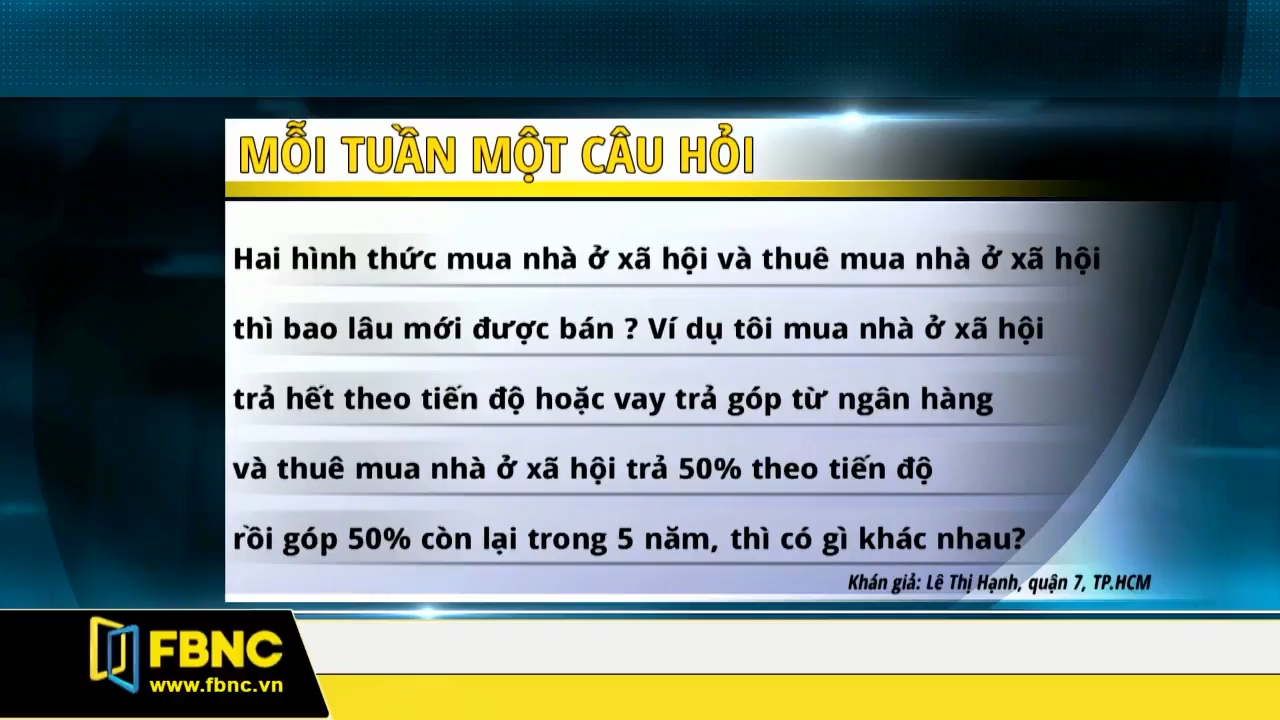 MỖI TUẦN MỘT CÂU HỎI
Hai hình thức mua nhà ở xã hội và thuê mua nhà ở xã hội
thì bao lâu mới được bán ? Ví dụ tôi mua nhà ở xã hội
trả hết theo tiến độ hoặc vay trả góp từ ngân hàng
và thuê mua nhà ở xã hội trả 50% theo tiến độ
rồi góp 50% còn lại trong 5 năm, thì có gì khác nhau?
Khán giả: Lê Thị Hạnh, quận 7, TP.HCM
FBNC
www.fbnc.vn